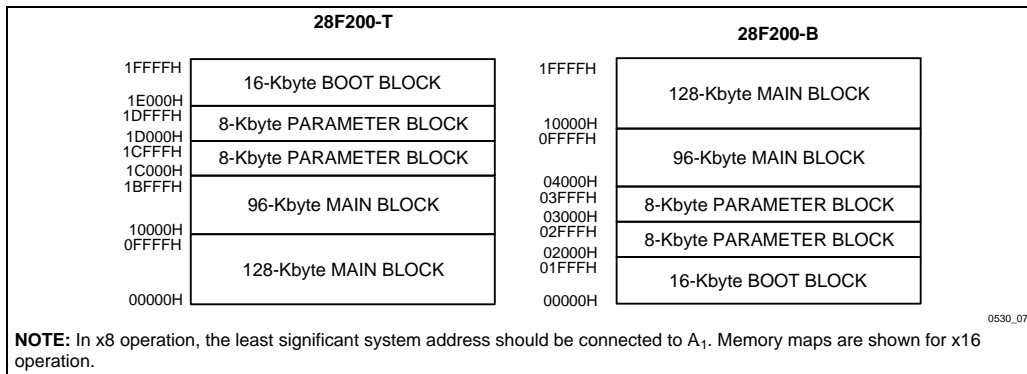 28F200-T
1FFFFH
16-Kbyte BOOT BLOCK
1E000H
1DFFFH
8-Kbyte PARAMETER BLOCK
1D000H
1CFFFH
8-Kbyte PARAMETER BLOCK
1C000H
1BFFFH
96-Kbyte MAIN BLOCK
10000H
0FFFFH
128-Kbyte MAIN BLOCK
00000H
28F200-B
1FFFFH
128-Kbyte MAIN BLOCK
10000H
0FFFFH
96-Kbyte MAIN BLOCK
04000H
03FFFH
8-Kbyte PARAMETER BLOCK
03000H
02FFFH
8-Kbyte PARAMETER BLOCK
02000H
01FFFH
16-Kbyte BOOT BLOCK
00000H
0530_07
NOTE: In x8 operation, the least significant system address should be connected to A₁. Memory maps are shown for x16
operation.